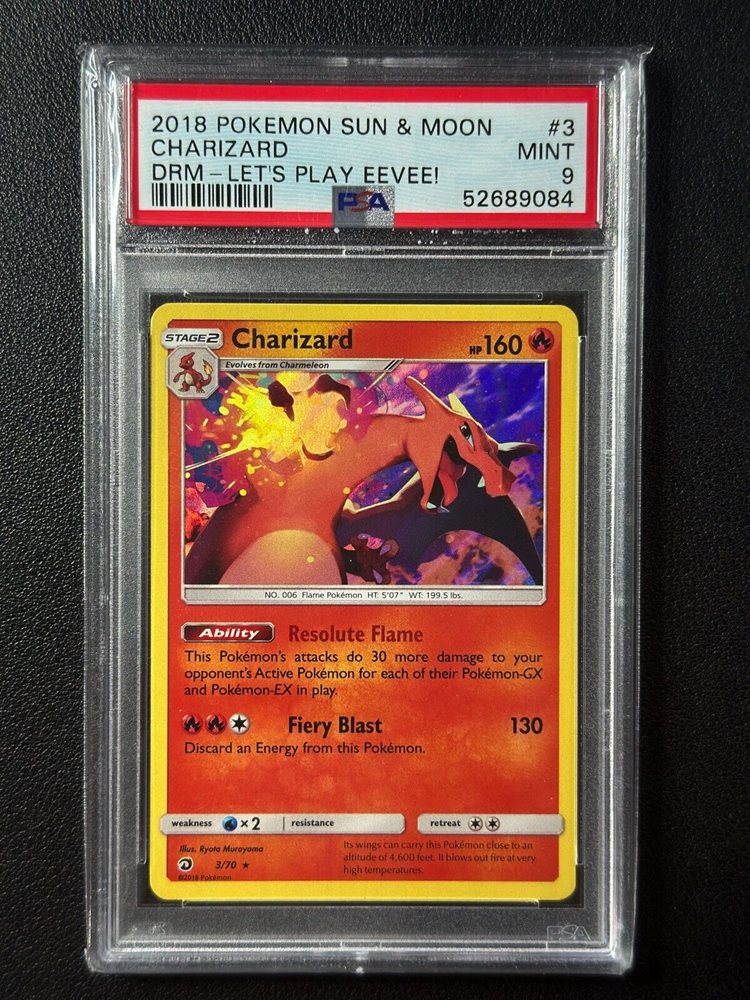 2018 POKEMON SUN & MOON #3
CHARIZARD MINT
DRM – LET'S PLAY EEVEE! 9
PSA 52689084
STAGE2 Charizard HP160
Evolves from Charmeleon
NO. 006 Flame Pokémon HT: 5'07" WT: 199.5 lbs.
Ability Resolute Flame
This Pokémon's attacks do 30 more damage to your
opponent's Active Pokémon for each of their Pokémon-GX
and Pokémon-EX in play.
Fiery Blast 130
Discard an Energy from this Pokémon.
weakness ×2 resistance retreat
Illus. Ryota Murayama
3/70 ★
©2018 Pokémon
Its wings can carry this Pokémon close to an
altitude of 4,600 feet. It blows out fire at very
high temperatures.
PSA